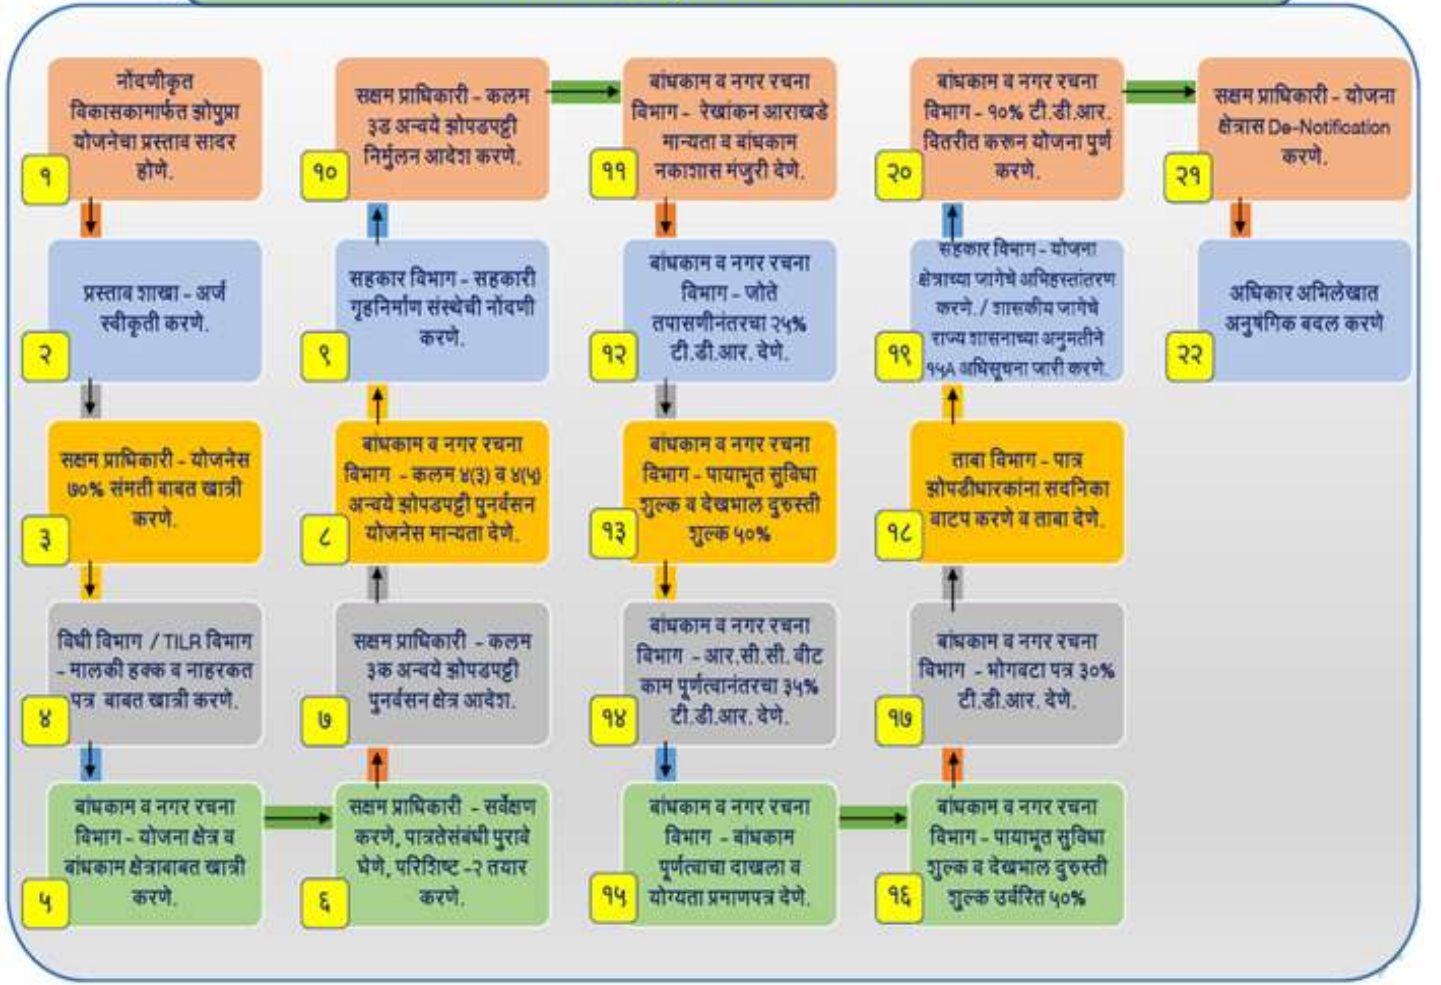 नोंदणीकृत
विकासकामार्फत झोपुप्रा
योजनेचा प्रस्ताव सादर
होणे.
१
प्रस्ताव शाखा – अर्ज
स्वीकृती करणे.
२
सक्षम प्राधिकारी – योजनेस
७०% संमती बाबत खात्री
करणे.
३
विधी विभाग / TILR विभाग
– मालकी हक्क व नाहरकत
पत्र बाबत खात्री करणे.
४
बांधकाम व नगर रचना
विभाग – योजना क्षेत्र व
बांधकाम क्षेत्राबाबत खात्री
करणे.
५
सक्षम प्राधिकारी – सर्वेक्षण
करणे, पात्रतेसंबंधी पुरावे
घेणे, परिशिष्ट –२ तयार
करणे.
६
सक्षम प्राधिकारी – कलम
३क अन्वये झोपडपट्टी
पुनर्वसन क्षेत्र आदेश.
७
बांधकाम व नगर रचना
विभाग – कलम ४(३) व ४(५)
अन्वये झोपडपट्टी पुनर्वसन
योजनेस मान्यता देणे.
८
सहकार विभाग – सहकारी
गृहनिर्माण संस्थेची नोंदणी
करणे.
९
सक्षम प्राधिकारी – कलम
३ड अन्वये झोपडपट्टी
निर्मुलन आदेश करणे.
१०
बांधकाम व नगर रचना
विभाग – रेखांकन आराखडे
मान्यता व बांधकाम
नकाशास मंजुरी देणे.
११
बांधकाम व नगर रचना
विभाग – जोते
तपासणीनंतरचा २५%
टी.डी.आर. देणे.
१२
बांधकाम व नगर रचना
विभाग – पायाभूत सुविधा
शुल्क व देखभाल दुरुस्ती
शुल्क ५०%
१३
बांधकाम व नगर रचना
विभाग – आर.सी.सी. वीट
काम पूर्णत्वानंतरचा ३५%
टी.डी.आर. देणे.
१४
बांधकाम व नगर रचना
विभाग – बांधकाम
पूर्णत्वाचा दाखला व
योग्यता प्रमाणपत्र देणे.
१५
बांधकाम व नगर रचना
विभाग – पायाभूत सुविधा
शुल्क व देखभाल दुरुस्ती
शुल्क उर्वरित ५०%
१६
बांधकाम व नगर रचना
विभाग – भोगवटा पत्र ३०%
टी.डी.आर. देणे.
१७
ताबा विभाग – पात्र
झोपडीधारकांना सदनिका
वाटप करणे व ताबा देणे.
१८
सहकार विभाग – योजना
क्षेत्राच्या जागेचे अभिहस्तांतरण
करणे. / शासकीय जागेचे
राज्य शासनाच्या अनुमतीने
१५A अधिसूचना जारी करणे.
१९
बांधकाम व नगर रचना
विभाग – १०% टी.डी.आर.
वितरीत करून योजना पुर्ण
करणे.
२०
सक्षम प्राधिकारी – योजना
क्षेत्रास De-Notification
करणे.
२१
अधिकार अभिलेखात
अनुषंगिक बदल करणे
२२